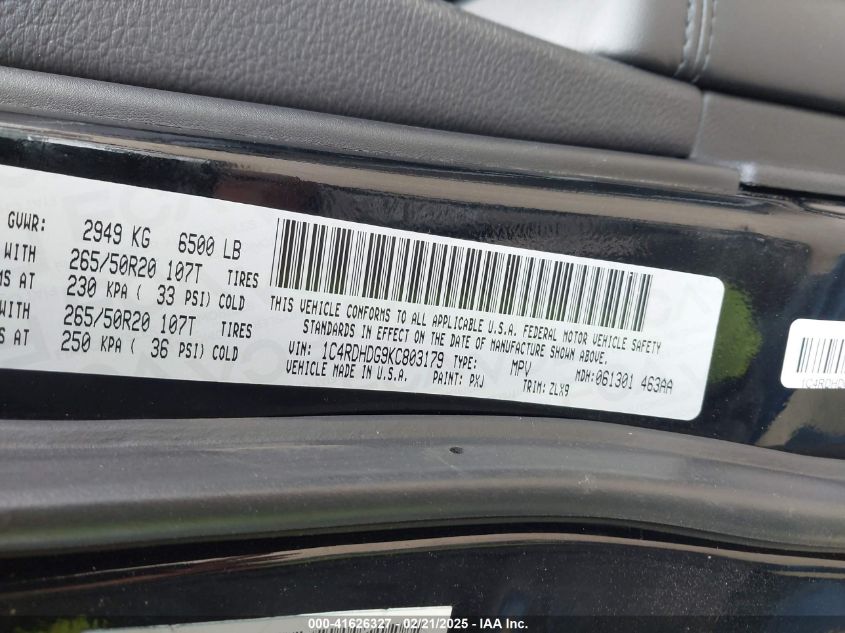 GVWR: 2949 KG 6500 LB
WITH 265/50R20 107T TIRES
MS AT 230 KPA ( 33 PSI) COLD
WITH 265/50R20 107T TIRES
MS AT 250 KPA ( 36 PSI) COLD
THIS VEHICLE CONFORMS TO ALL APPLICABLE U.S.A. FEDERAL MOTOR VEHICLE SAFETY
STANDARDS IN EFFECT ON THE DATE OF MANUFACTURE SHOWN ABOVE.
VIN: 1C4RDHDG9KC803179 TYPE: MPV MDH:061301 463AA
VEHICLE MADE IN U.S.A. PAINT: PXJ TRIM: ZLX9
1C4RDHD
000-41626327 - 02/21/2025 - IAA Inc.